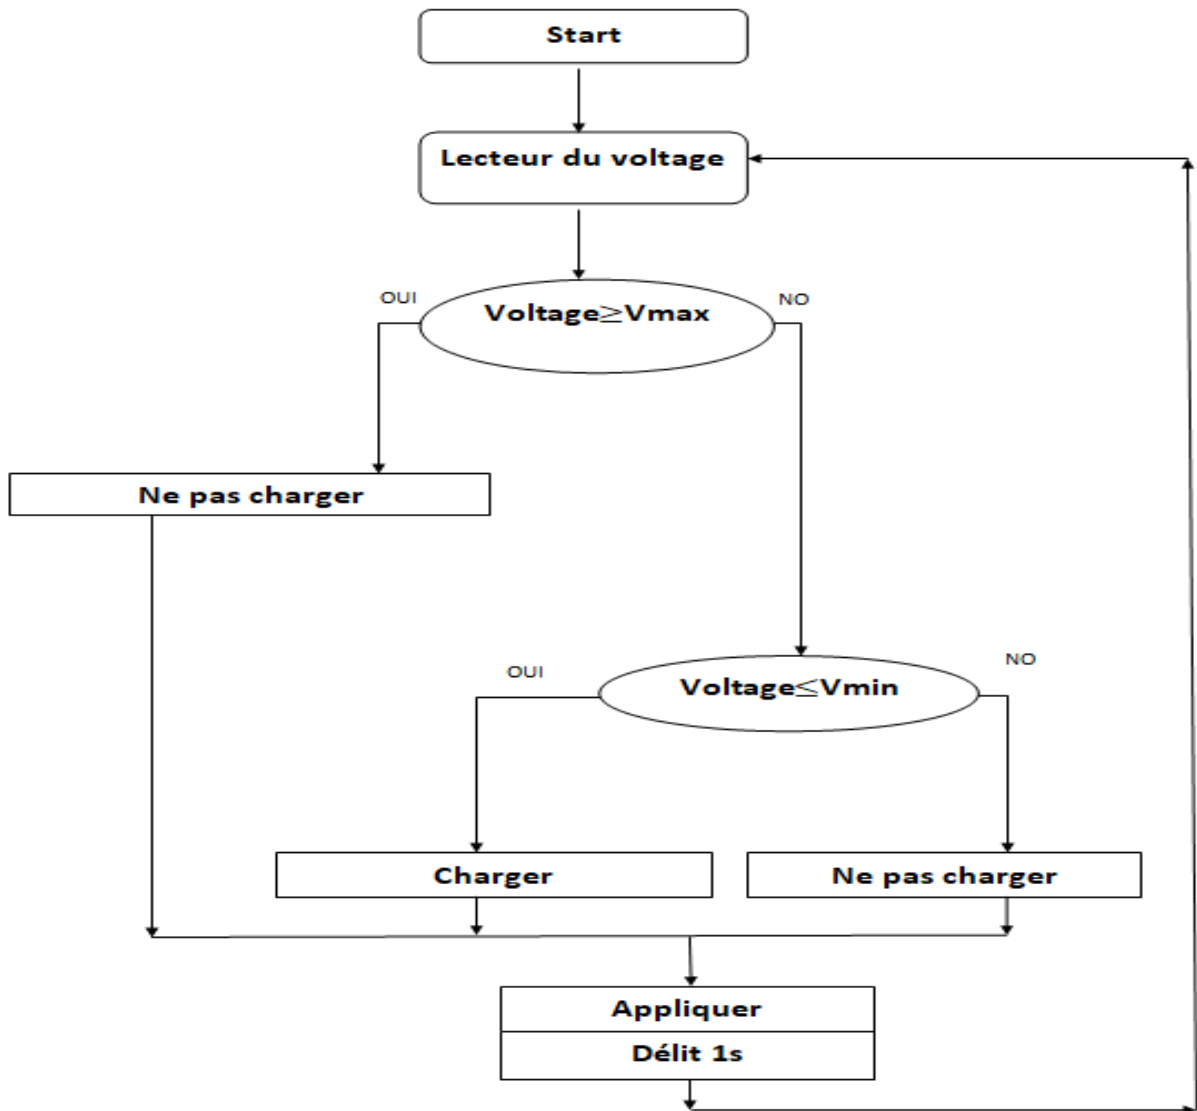 Start
Lecteur du voltage
OUI
NO
Voltage≥Vmax
Ne pas charger
OUI
NO
Voltage≤Vmin
Charger
Ne pas charger
Appliquer
Délit 1s